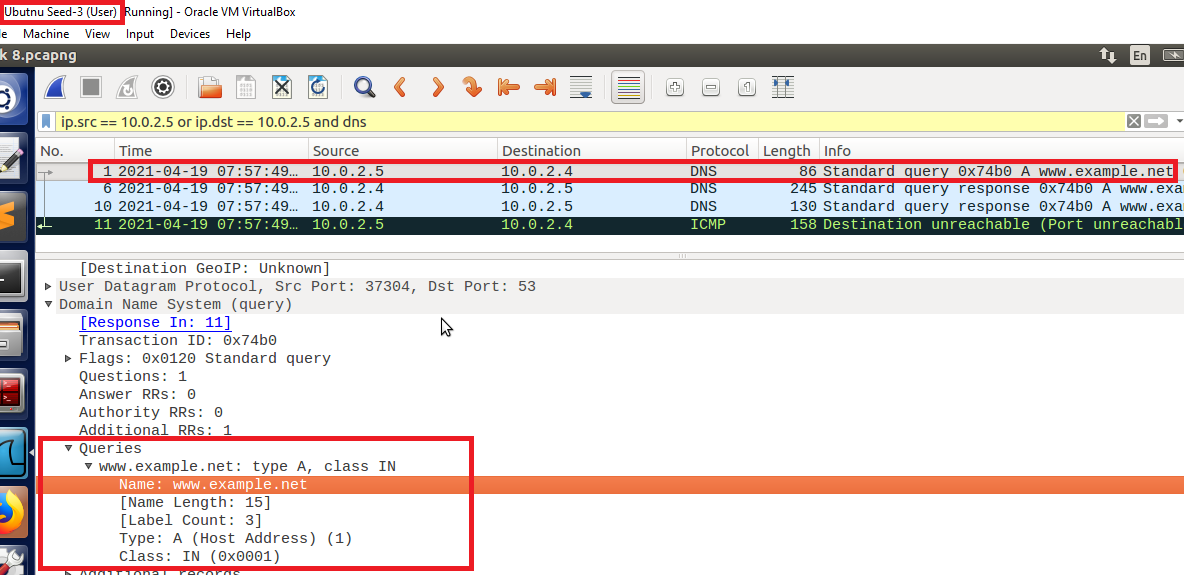 Ubutnu Seed-3 (User) [Running] - Oracle VM VirtualBox
le Machine View Input Devices Help
k 8.pcapng En
ip.src == 10.0.2.5 or ip.dst == 10.0.2.5 and dns
No. Time Source Destination Protocol Length Info
1 2021-04-19 07:57:49… 10.0.2.5 10.0.2.4 DNS 86 Standard query 0x74b0 A www.example.net
6 2021-04-19 07:57:49… 10.0.2.4 10.0.2.5 DNS 245 Standard query response 0x74b0 A www.exa
10 2021-04-19 07:57:49… 10.0.2.4 10.0.2.5 DNS 130 Standard query response 0x74b0 A www.exa
11 2021-04-19 07:57:49… 10.0.2.5 10.0.2.4 ICMP 158 Destination unreachable (Port unreachabl
[Destination GeoIP: Unknown]
User Datagram Protocol, Src Port: 37304, Dst Port: 53
Domain Name System (query)
[Response In: 11]
Transaction ID: 0x74b0
Flags: 0x0120 Standard query
Questions: 1
Answer RRs: 0
Authority RRs: 0
Additional RRs: 1
Queries
www.example.net: type A, class IN
Name: www.example.net
[Name Length: 15]
[Label Count: 3]
Type: A (Host Address) (1)
Class: IN (0x0001)
Additional records